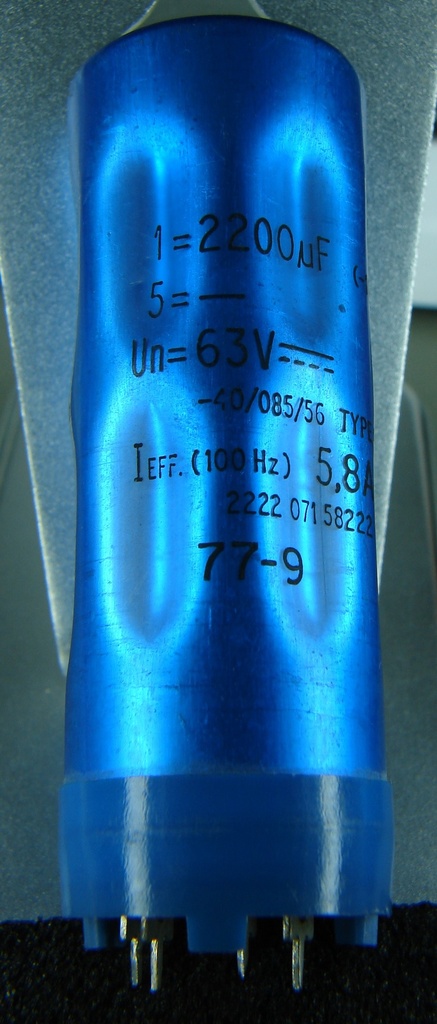 1 = 2200µF (-
5 = —
Un= 63V
-40/085/56 TYPE
IEFF. (100 Hz) 5,8A
2222 071 58222
77-9